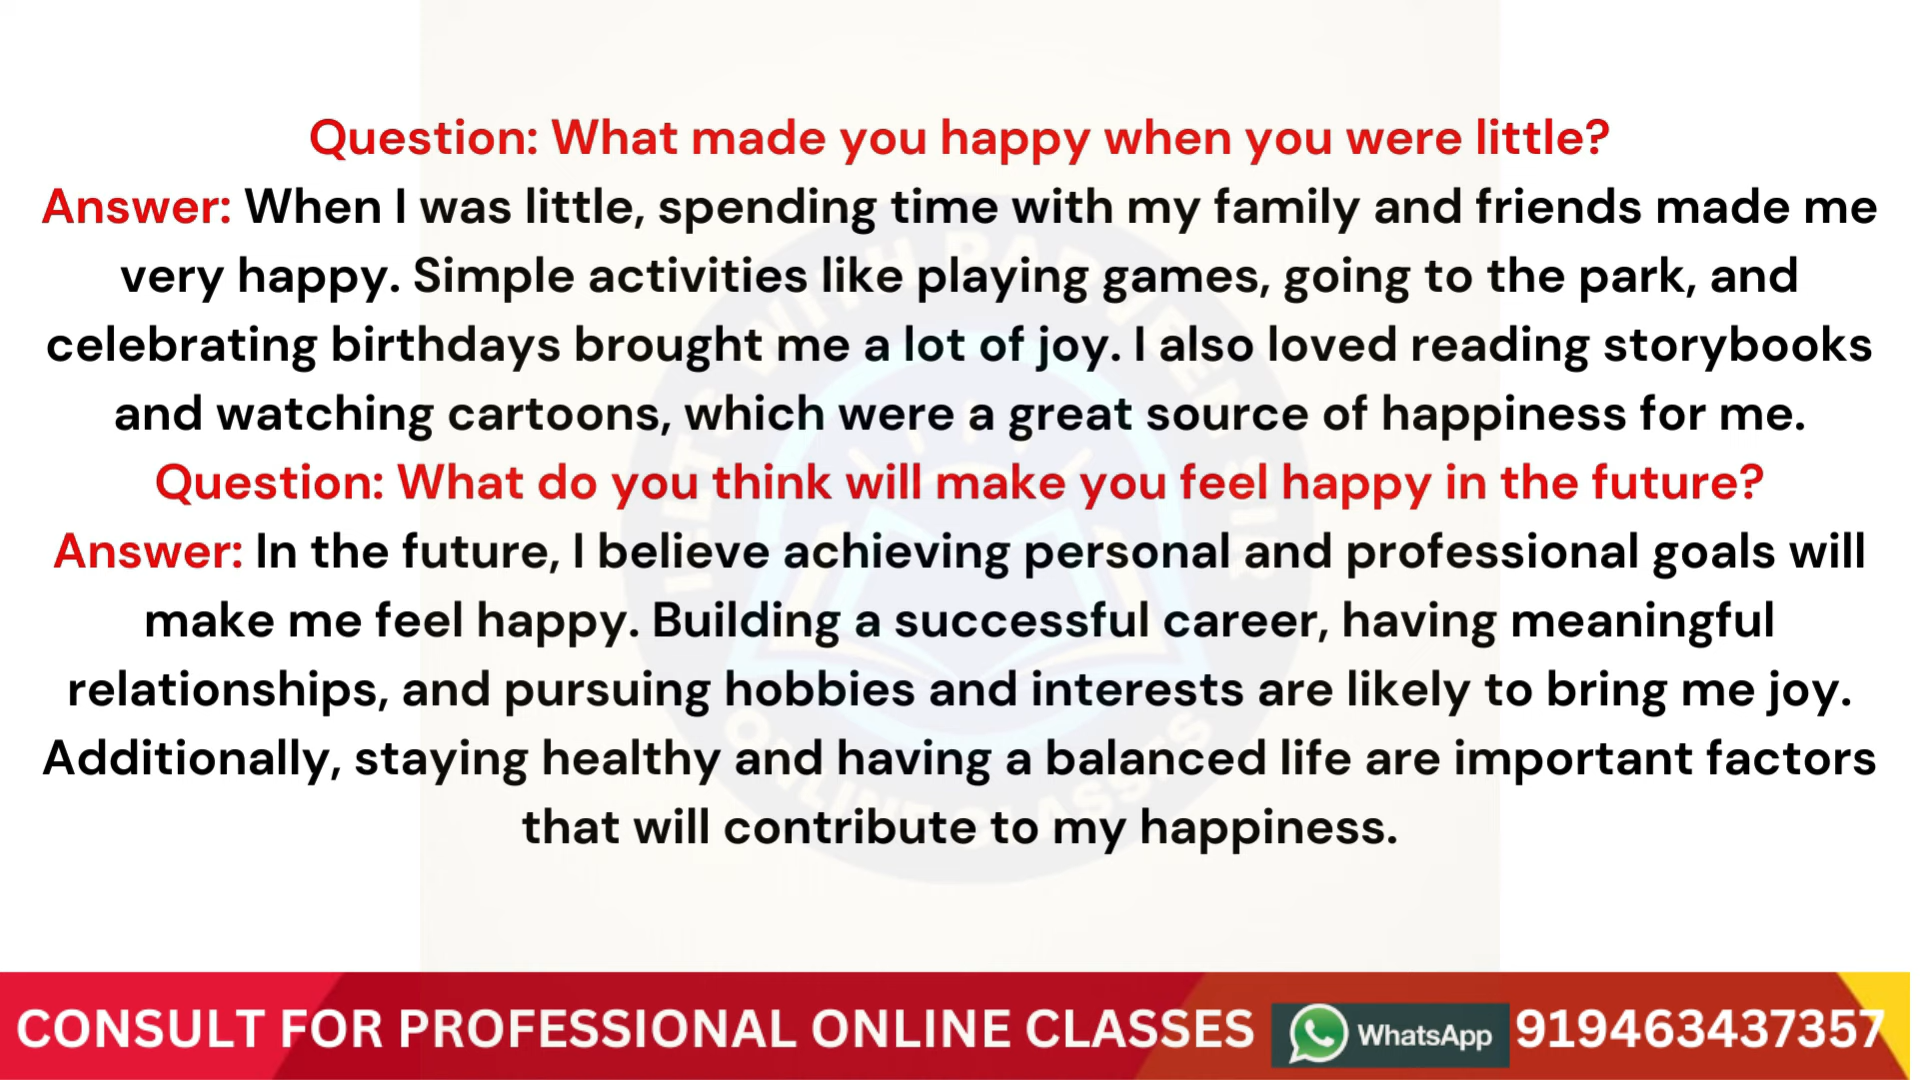 Question: What made you happy when you were little?
Answer: When I was little, spending time with my family and friends made me
very happy. Simple activities like playing games, going to the park, and
celebrating birthdays brought me a lot of joy. I also loved reading storybooks
and watching cartoons, which were a great source of happiness for me.
Question: What do you think will make you feel happy in the future?
Answer: In the future, I believe achieving personal and professional goals will
make me feel happy. Building a successful career, having meaningful
relationships, and pursuing hobbies and interests are likely to bring me joy.
Additionally, staying healthy and having a balanced life are important factors
that will contribute to my happiness.
CONSULT FOR PROFESSIONAL ONLINE CLASSES WhatsApp 919463437357
ONLINE CLASSES